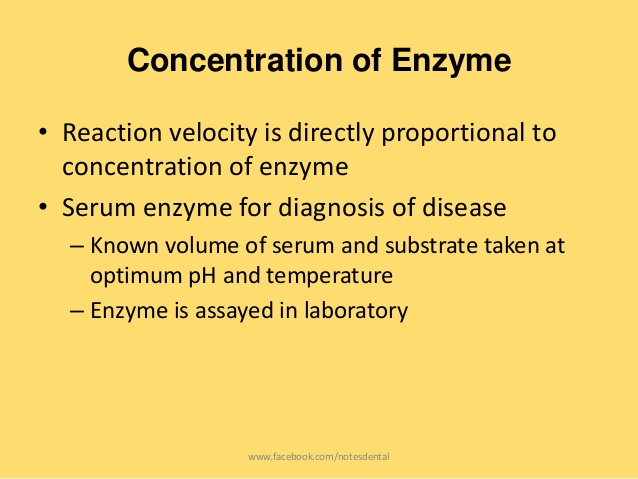 Concentration of Enzyme
• Reaction velocity is directly proportional to
concentration of enzyme
• Serum enzyme for diagnosis of disease
– Known volume of serum and substrate taken at
optimum pH and temperature
– Enzyme is assayed in laboratory
www.facebook.com/notesdental